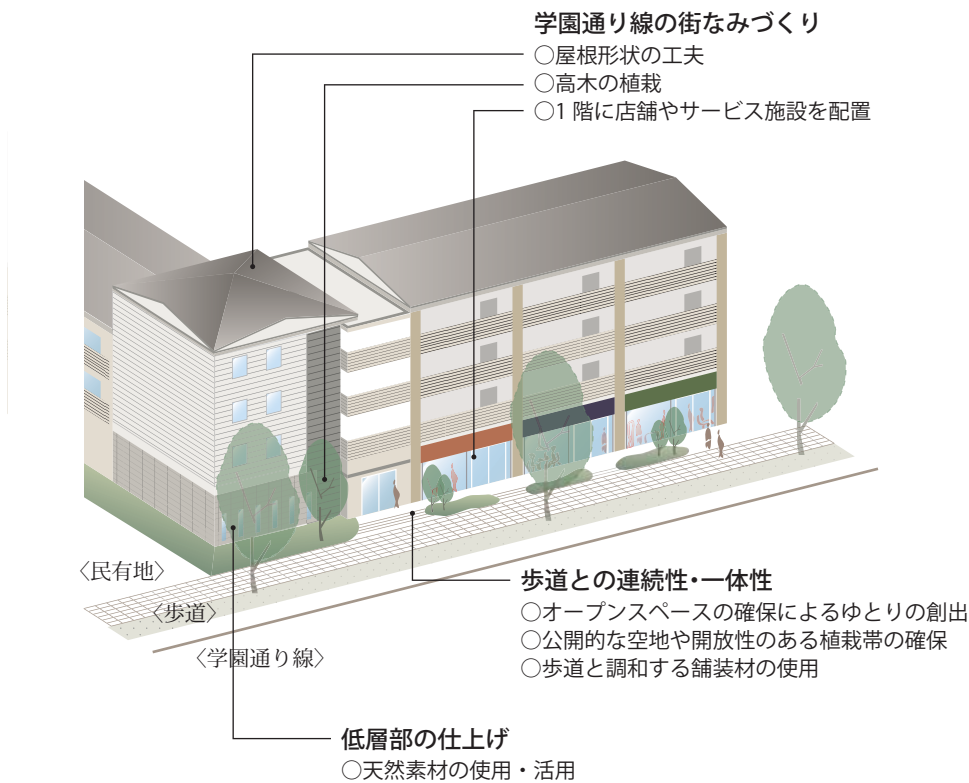 学園通り線の街なみづくり
○屋根形状の工夫
○高木の植栽
○1 階に店舗やサービス施設を配置
〈民有地〉
〈歩道〉
〈学園通り線〉
歩道との連続性・一体性
○オープンスペースの確保によるゆとりの創出
○公開的な空地や開放性のある植栽帯の確保
○歩道と調和する舗装材の使用
低層部の仕上げ
○天然素材の使用・活用